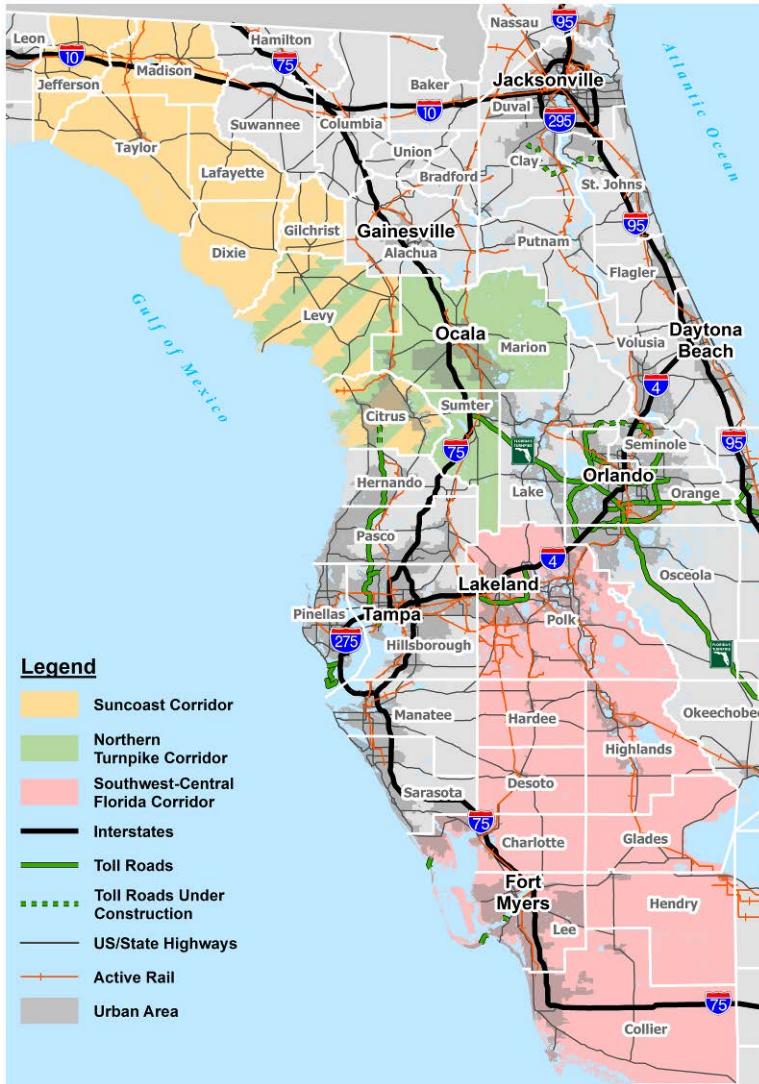 95
Nassau
Leon
Hamilton
10
75
Madison
Jefferson
Baker
Jacksonville
Atlantic Ocean
Duval
10
295
Suwannee
Columbia
Taylor
Union
Clay
Lafayette
Bradford
St. Johns
Gilchrist
Gainesville
95
Dixie
Alachua
Putnam
Flagler
Gulf of Mexico
Levy
Ocala
Marion
Daytona
Beach
Volusia
4
Citrus
Sumter
75
FLORIDA'S
TURNPIKE
Seminole
95
Hernando
Lake
Orlando
Orange
Pasco
4
Osceola
Lakeland
Pinellas
Tampa
Polk
275
Hillsborough
FLORIDA'S
TURNPIKE
Legend
Suncoast Corridor
Northern
Turnpike Corridor
Southwest-Central
Florida Corridor
Interstates
Toll Roads
Toll Roads Under
Construction
US/State Highways
Active Rail
Urban Area
Manatee
Hardee
Okeechobee
Highlands
Sarasota
Desoto
75
Charlotte
Glades
Fort
Myers
Hendry
Lee
75
Collier